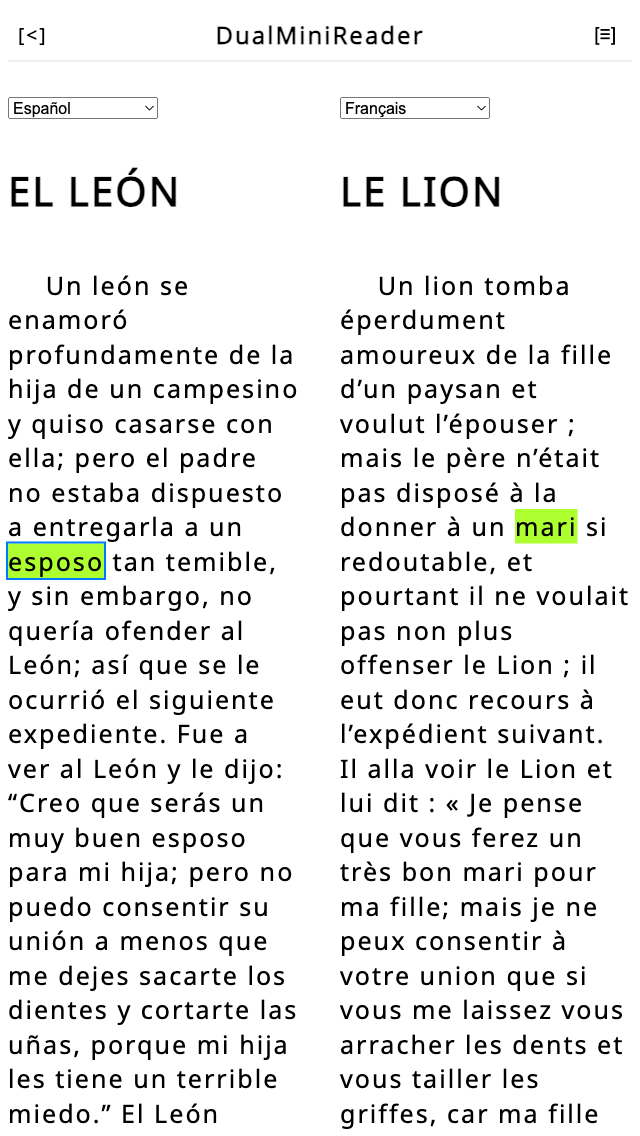 [<]
DualMiniReader
[≡]
Español
Français
EL LEÓN
Un león se
enamoró
profundamente de la
hija de un campesino
y quiso casarse con
ella; pero el padre
no estaba dispuesto
a entregarla a un
esposo tan temible,
y sin embargo, no
quería ofender al
León; así que se le
ocurrió el siguiente
expediente. Fue a
ver al León y le dijo:
“Creo que serás un
muy buen esposo
para mi hija; pero no
puedo consentir su
unión a menos que
me dejes sacarte los
dientes y cortarte las
uñas, porque mi hija
les tiene un terrible
miedo.” El León
LE LION
Un lion tomba
éperdument
amoureux de la fille
d’un paysan et
voulut l’épouser ;
mais le père n’était
pas disposé à la
donner à un mari si
redoutable, et
pourtant il ne voulait
pas non plus
offenser le Lion ; il
eut donc recours à
l’expédient suivant.
Il alla voir le Lion et
lui dit : « Je pense
que vous ferez un
très bon mari pour
ma fille; mais je ne
peux consentir à
votre union que si
vous me laissez vous
arracher les dents et
vous tailler les
griffes, car ma fille